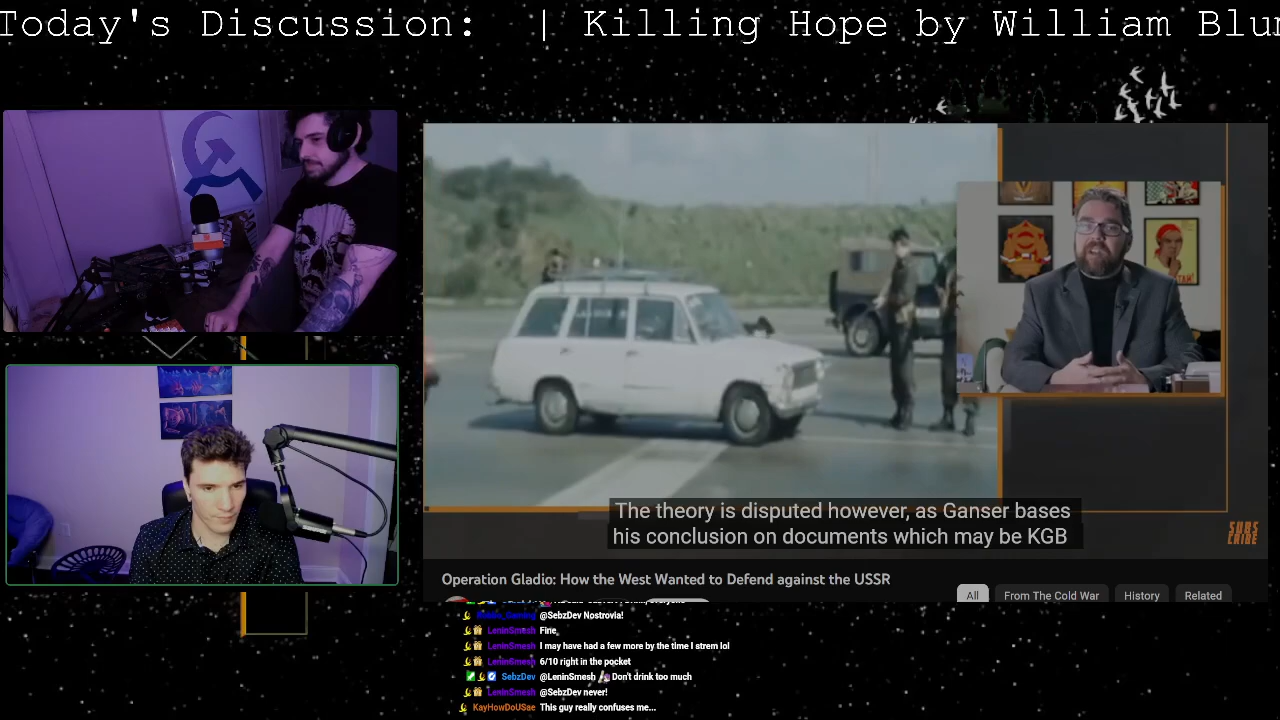 Today's Discussion: | Killing Hope by William Blu
The theory is disputed however, as Ganser bases
his conclusion on documents which may be KGB
SUBS
CRIBE
Operation Gladio: How the West Wanted to Defend against the USSR
All From The Cold War History Related
@SebzDev Nostrovia!
LeninSmesh Fine
LeninSmesh I may have had a few more by the time I strem lol
LeninSmesh 6/10 right in the pocket
SebzDev @LeninSmesh Don't drink too much
LeninSmesh @SebzDev never!
KayHowDoUSae This guy really confuses me...